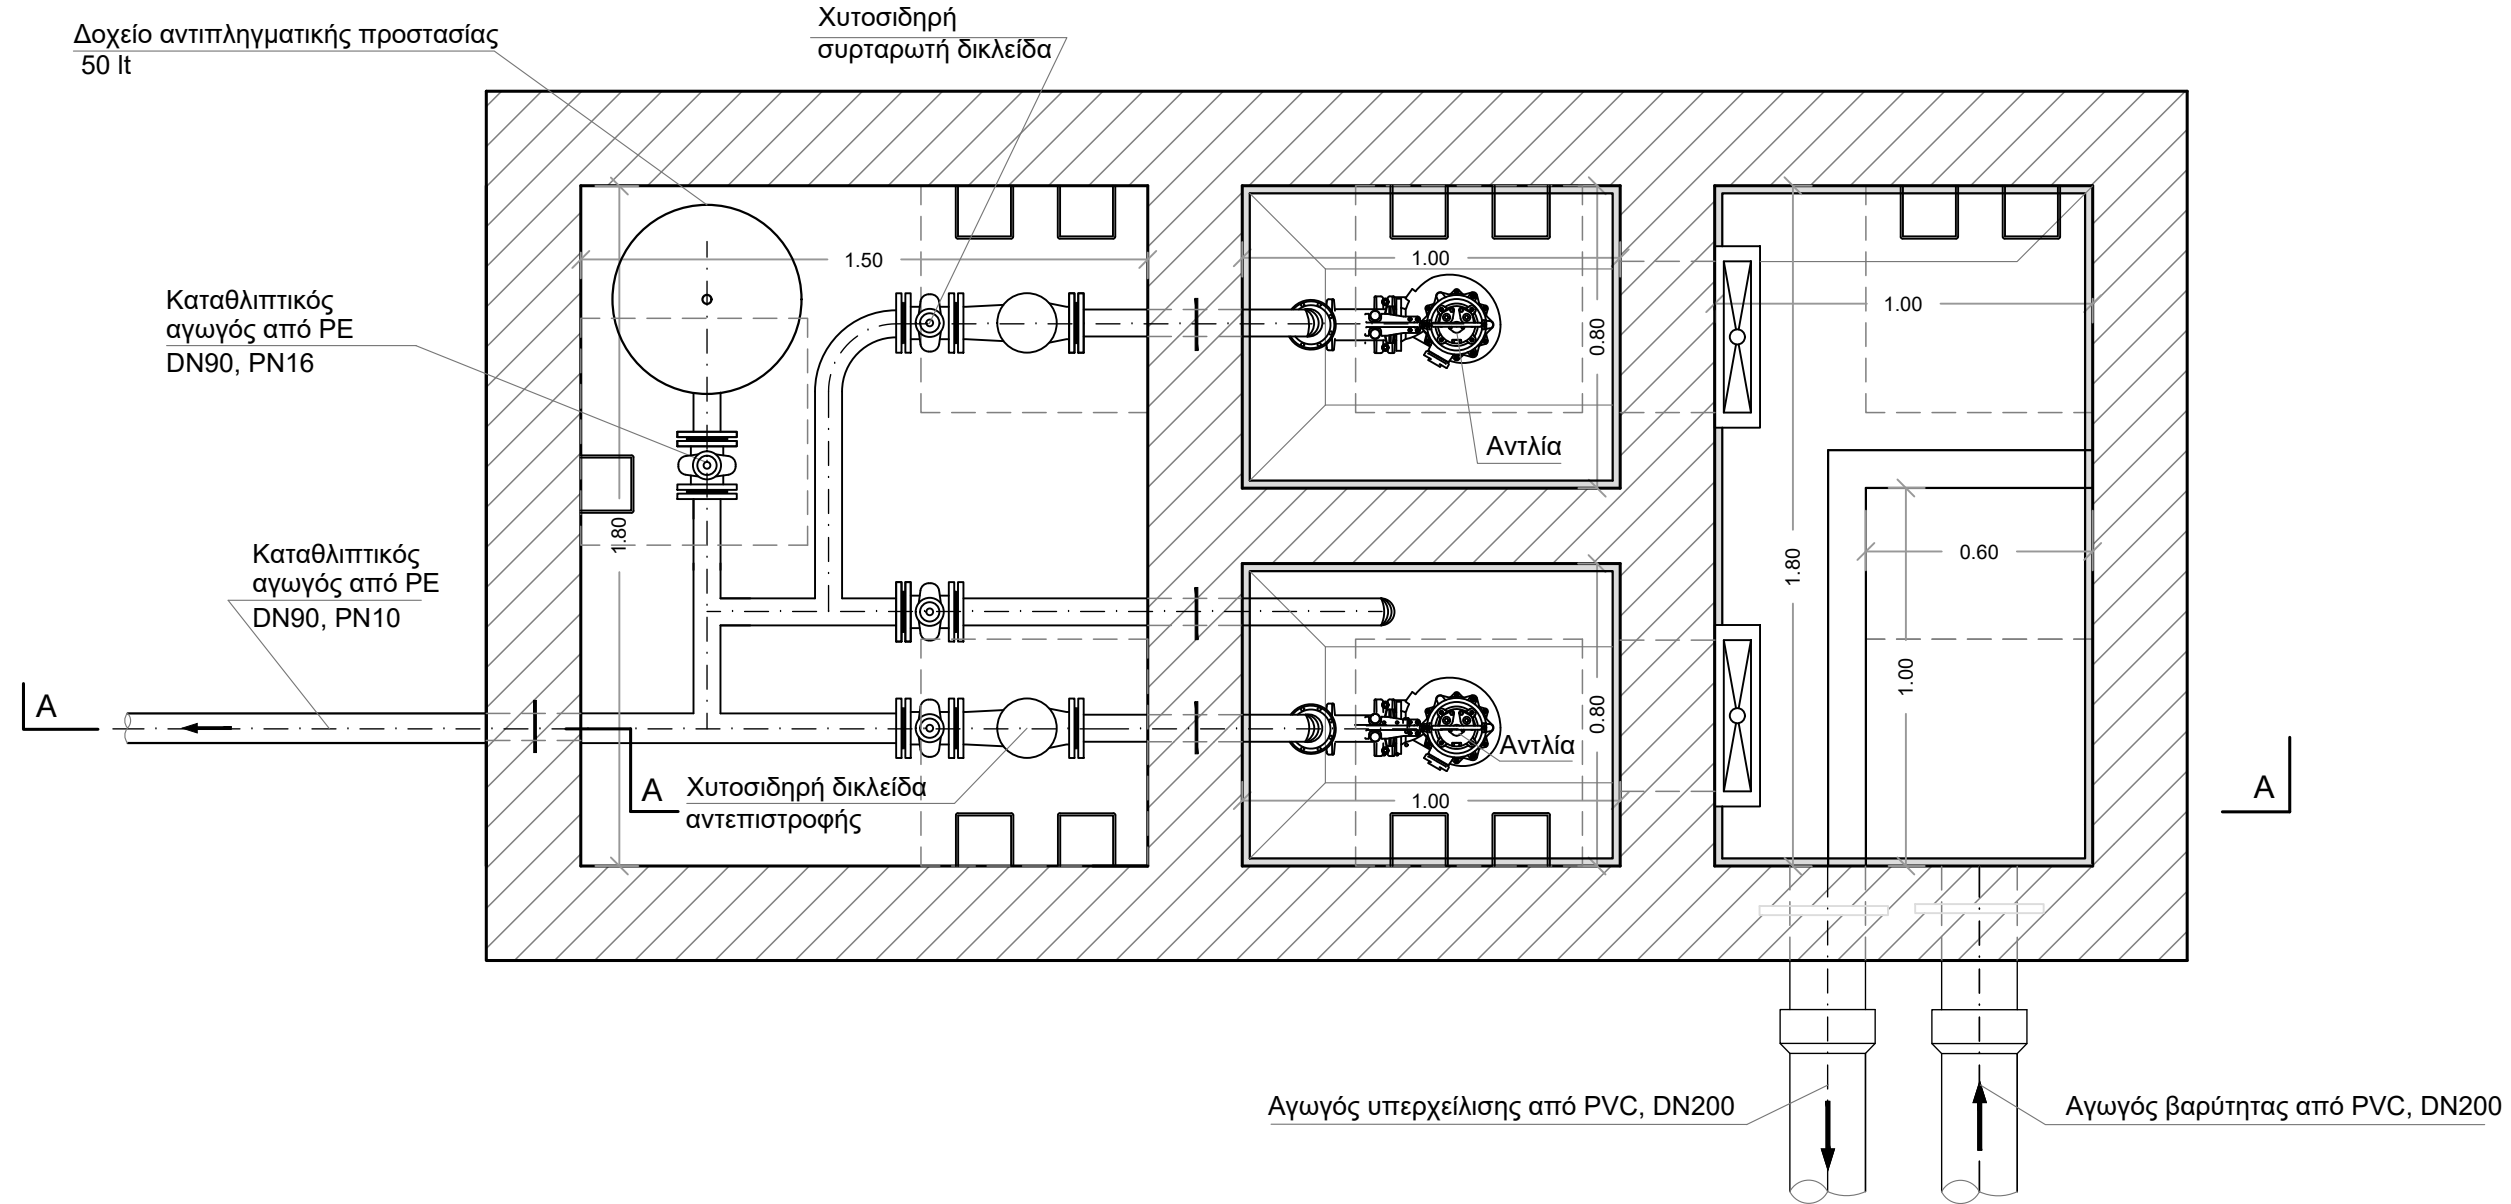 Δοχείο αντιπληγματικής προστασίας
50 lt
Χυτοσιδηρή
συρταρωτή δικλείδα
1.50
1.00
1.00
0.80
Καταθλιπτικός
αγωγός από PE
DN90, PN16
Αντλία
1.80
Καταθλιπτικός
αγωγός από PE
DN90, PN10
1.80
0.60
1.00
A
0.80
Αντλία
A
Χυτοσιδηρή δικλείδα
αντεπιστροφής
1.00
A
Αγωγός υπερχείλισης από PVC, DN200
Αγωγός βαρύτητας από PVC, DN200